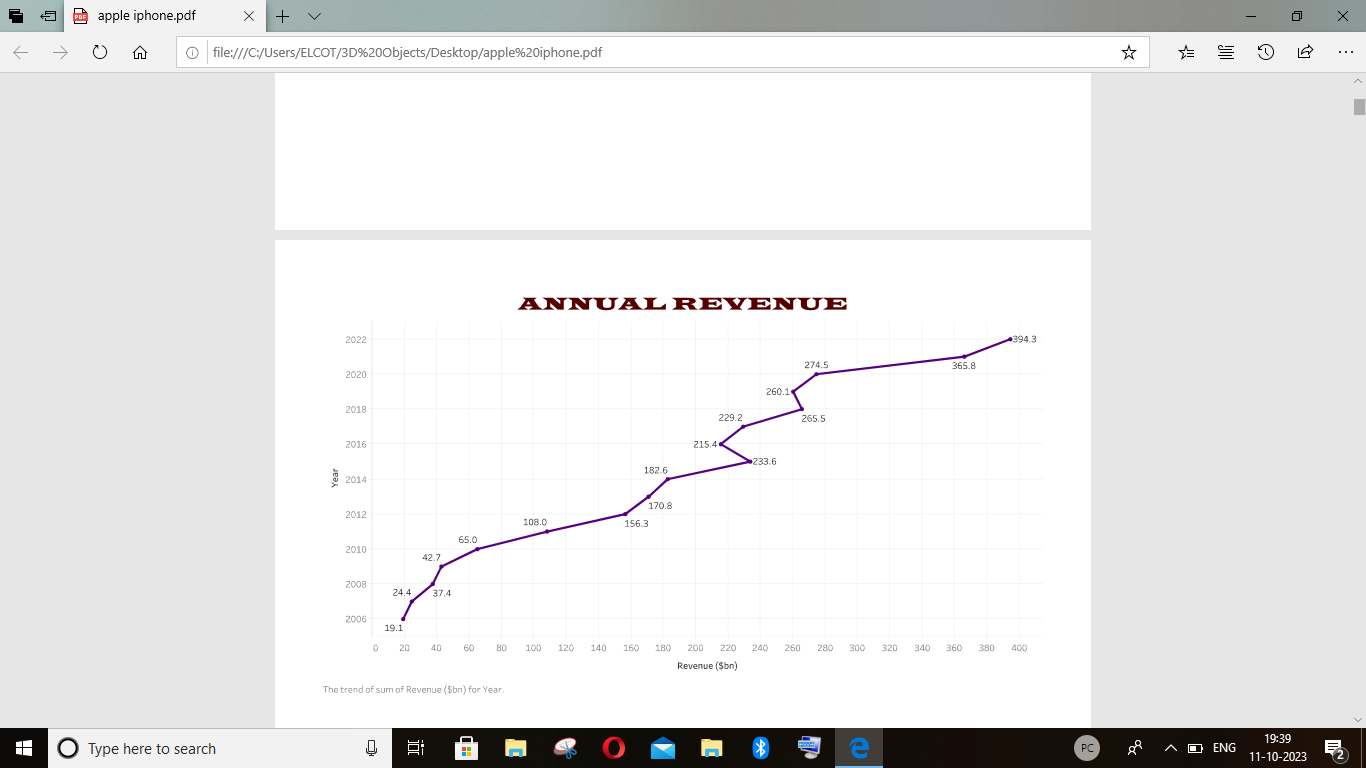 apple iphone.pdf
file:///C:/Users/ELCOT/3D%20Objects/Desktop/apple%20iphone.pdf
ANNUAL REVENUE
2022
394.3
2020
274.5
365.8
260.1
2018
229.2
265.5
2016
215.4
233.6
Year
2014
182.6
170.8
2012
108.0
156.3
2010
65.0
42.7
2008
24.4
37.4
2006
19.1
0 20 40 60 80 100 120 140 160 180 200 220 240 260 280 300 320 340 360 380 400
Revenue ($bn)
The trend of sum of Revenue ($bn) for Year.
Type here to search
PC
ENG
19:39
11-10-2023
2